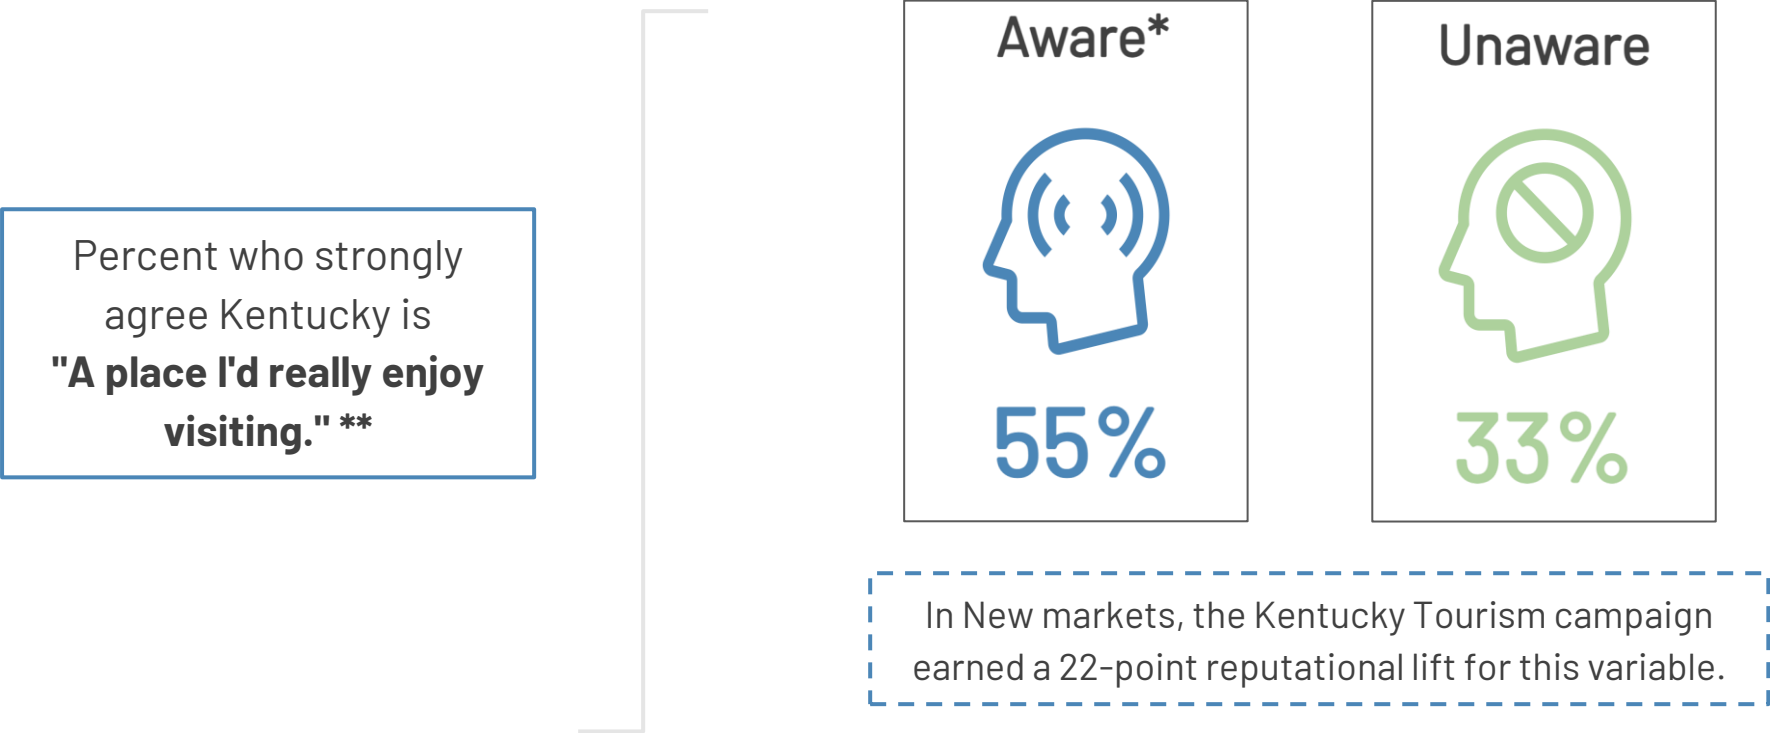 Percent who strongly
agree Kentucky is
"A place I'd really enjoy
visiting." **
Aware*
55%
Unaware
33%
In New markets, the Kentucky Tourism campaign
earned a 22-point reputational lift for this variable.